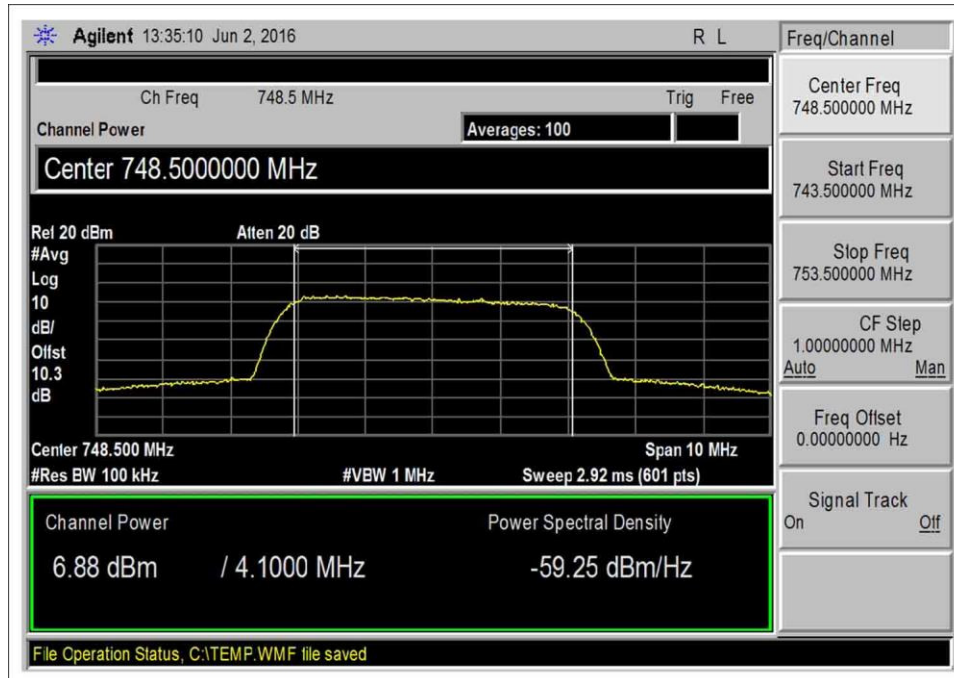 Agilent 13:35:10 Jun 2, 2016 R L
Ch Freq 748.5 MHz Trig Free
Channel Power Averages: 100
Center 748.5000000 MHz
Ref 20 dBm Atten 20 dB
#Avg
Log
10
dB/
Offst
10.3
dB
Center 748.500 MHz Span 10 MHz
#Res BW 100 kHz #VBW 1 MHz Sweep 2.92 ms (601 pts)
Channel Power Power Spectral Density
6.88 dBm / 4.1000 MHz -59.25 dBm/Hz
File Operation Status, C:\TEMP.WMF file saved
Freq/Channel
Center Freq
748.500000 MHz
Start Freq
743.500000 MHz
Stop Freq
753.500000 MHz
CF Step
1.00000000 MHz
Auto Man
Freq Offset
0.00000000 Hz
Signal Track
On Off